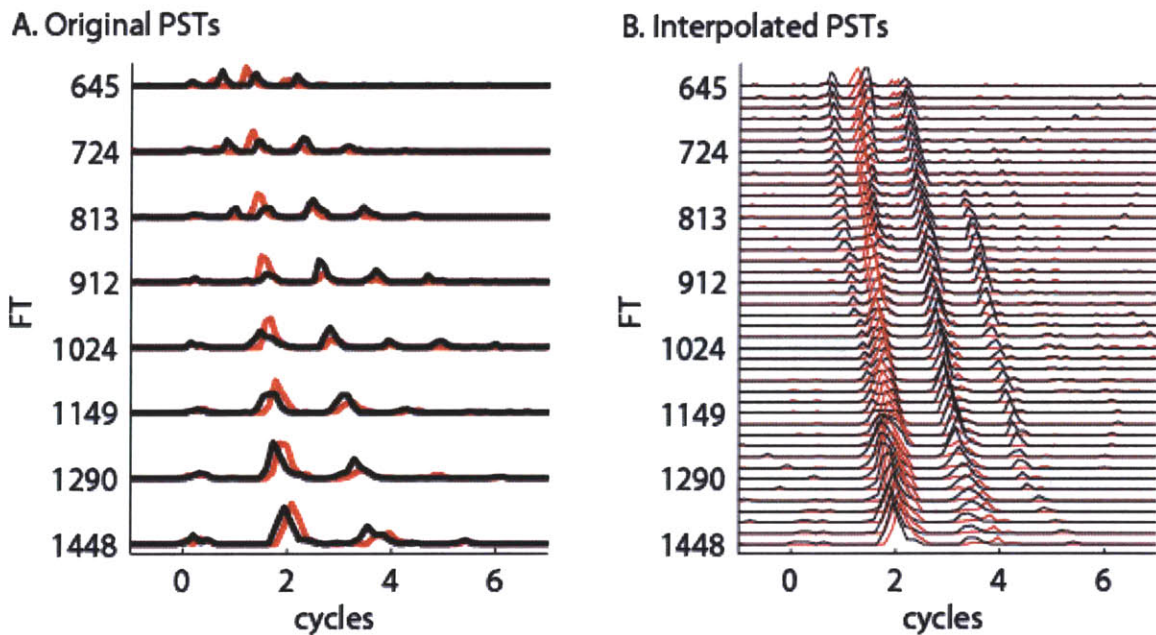 A. Original PSTs
645
724
813
912
1024
1149
1290
1448
FT
0 2 4 6
cycles
B. Interpolated PSTs
645
724
813
912
1024
1149
1290
1448
FT
0 2 4 6
cycles